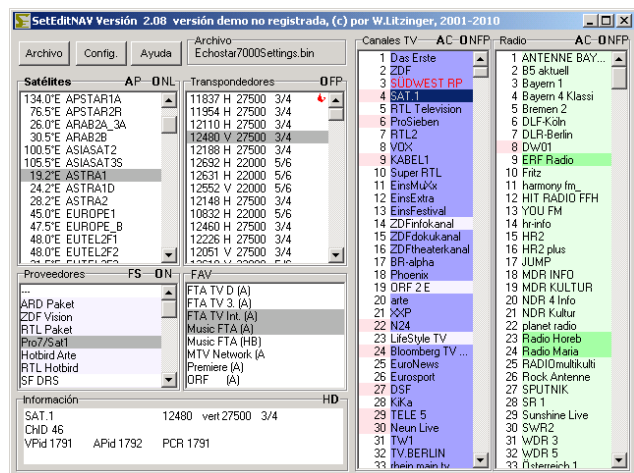 SetEditNAV Versión 2.08 versión demo no registrada, (c) por W.Litzinger, 2001-2010
Archivo
Config.
Ayuda
Archivo
Echostar7000Settings.bin
Satélites AP ONL
134.0°E APSTAR1A
76.5°E APSTAR2R
26.0°E ARAB2A_3A
30.5°E ARAB2B
100.5°E ASIASAT2
105.5°E ASIASAT3S
19.2°E ASTRA1
24.2°E ASTRA1D
28.2°E ASTRA2
45.0°E EUROPE1
47.5°E EUROPE_B
48.0°E EUTEL2F1
48.0°E EUTEL2F2
Transpondedores OFP
11837 H 27500 3/4
11954 H 27500 3/4
12110 H 27500 3/4
12480 V 27500 3/4
12188 H 27500 3/4
12692 H 22000 5/6
12631 H 22000 5/6
12552 V 22000 5/6
12148 H 27500 3/4
10832 H 22000 5/6
12460 H 27500 3/4
12226 H 27500 3/4
12051 V 27500 3/4
Proveedores FS ON
---
ARD Paket
ZDF Vision
RTL Paket
Pro7/Sat1
Hotbird Arte
RTL Hotbird
SF DRS
FAV
FTA TV D (A)
FTA TV 3. (A)
FTA TV Int. (A)
Music FTA (A)
Music FTA (HB)
MTV Network (A
Premiere (A)
ORF (A)
Información HD
SAT.1 12480 vert 27500 3/4
ChID 46
VPid 1791 APid 1792 PCR 1791
Canales TV AC ONFP
1 Das Erste
2 ZDF
3 SÜDWEST RP
4 SAT.1
5 RTL Television
6 ProSieben
7 RTL2
8 VOX
9 KABEL1
10 Super RTL
11 EinsMuXx
12 EinsExtra
13 EinsFestival
14 ZDFinfokanal
15 ZDFdokukanal
16 ZDFtheaterkanal
17 BR-alpha
18 Phoenix
19 ORF 2 E
20 arte
21 XXP
22 N24
23 LifeStyle TV
24 Bloomberg TV ...
25 EuroNews
26 Eurosport
27 DSF
28 KiKa
29 TELE 5
30 Neun Live
31 TW1
32 TV.BERLIN
33 rhein main tv
Radio AC ONFP
1 ANTENNE BAY...
2 B5 aktuell
3 Bayern 1
4 Bayern 4 Klassi
5 Bremen 2
6 DLF-Köln
7 DLR-Berlin
8 DW01
9 ERF Radio
10 Fritz
11 harmony fm_
12 HIT RADIO FFH
13 YOU FM
14 hr-info
15 HR2
16 HR2 plus
17 JUMP
18 MDR INFO
19 MDR KULTUR
20 NDR 4 Info
21 NDR Kultur
22 planet radio
23 Radio Horeb
24 Radio Maria
25 RADIOmultikulti
26 Rock Antenne
27 SPUTNIK
28 SR 1
29 Sunshine Live
30 SWR2
31 WDR 3
32 WDR 5
33 Österreich 1